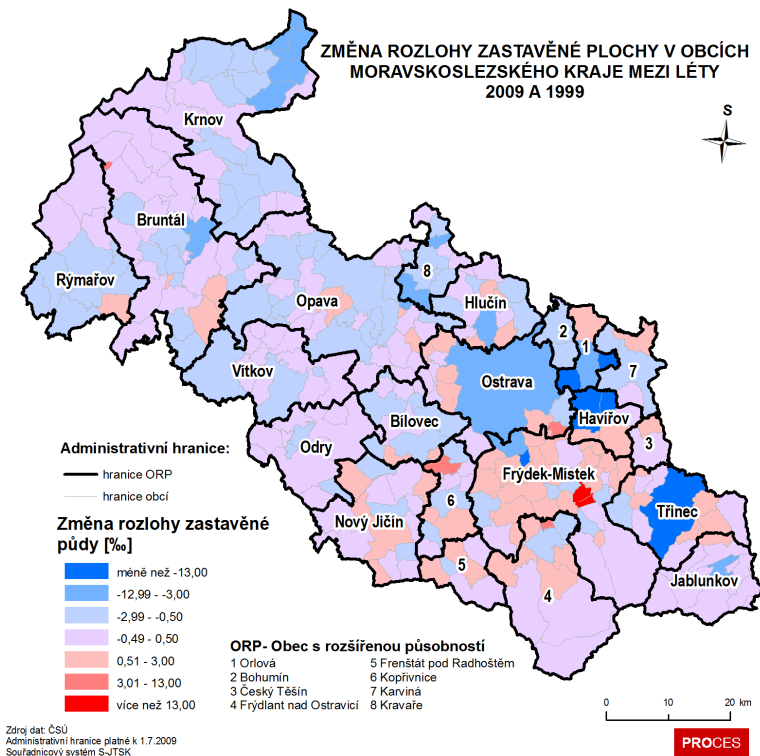 ZMĚNA ROZLOHY ZASTAVĚNÉ PLOCHY V OBCÍCH
MORAVSKOSLEZSKÉHO KRAJE MEZI LÉTY
2009 A 1999
S
Krnov
Bruntál
Rýmařov
8
Opava
Hlučín
2
1
7
Vítkov
Ostrava
Bílovec
Havířov
Odry
3
Frýdek-Místek
6
Nový Jičín
Třinec
5
Jablunkov
4
Administrativní hranice:
hranice ORP
hranice obcí
Změna rozlohy zastavěné
půdy [‰]
méně než -13,00
-12,99 - -3,00
-2,99 - -0,50
-0,49 - 0,50
0,51 - 3,00
3,01 - 13,00
více než 13,00
ORP- Obec s rozšířenou působností
1 Orlová
2 Bohumín
3 Český Těšín
4 Frýdlant nad Ostravicí
5 Frenštát pod Radhoštěm
6 Kopřivnice
7 Karviná
8 Kravaře
0 10 20 km
Zdroj dat: ČSÚ
Administrativní hranice platné k 1.7.2009
Souřadnicový systém S-JTSK
PROCES